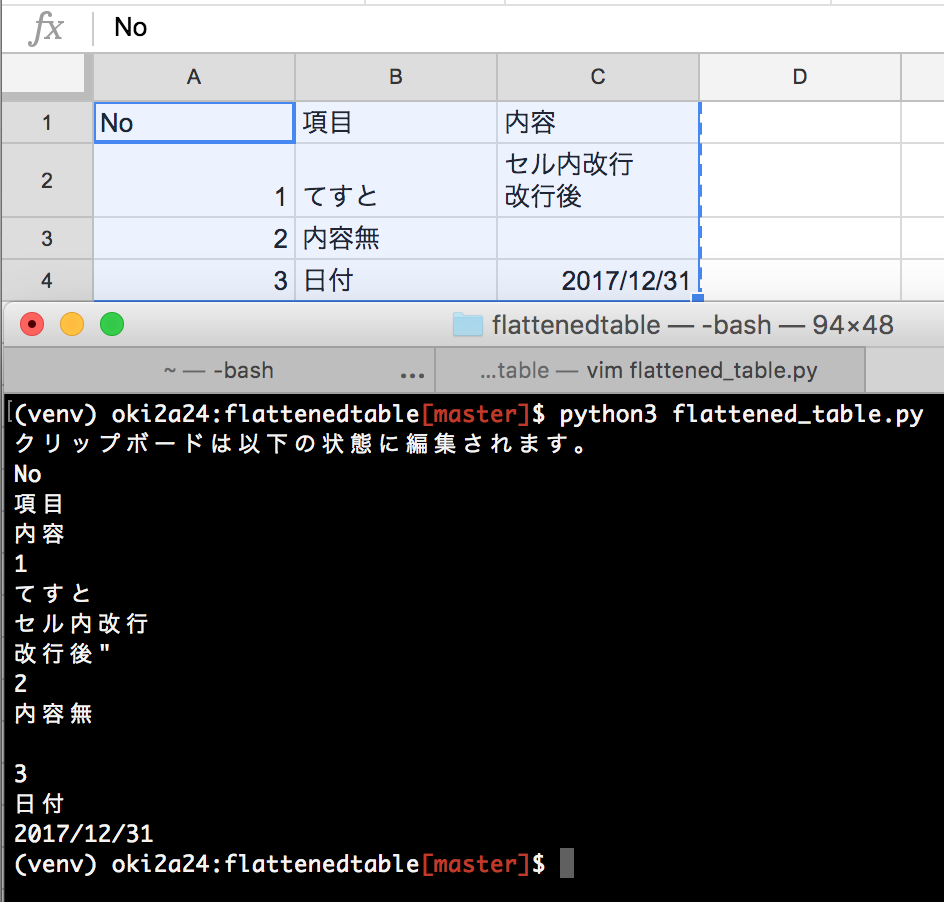 fx No
A B C D
1 No 項目 内容
2 1 てすと セル内改行
改行後
3 2 内容無
4 3 日付 2017/12/31
flattenedtable — -bash — 94×48
~ — -bash ... ...table — vim flattened_table.py
[(venv) oki2a24:flattenedtable[master]$ python3 flattened_table.py
クリップボードは以下の状態に編集されます。
No
項目
内容
1
てすと
セル内改行
改行後"
2
内容無
3
日付
2017/12/31
(venv) oki2a24:flattenedtable[master]$